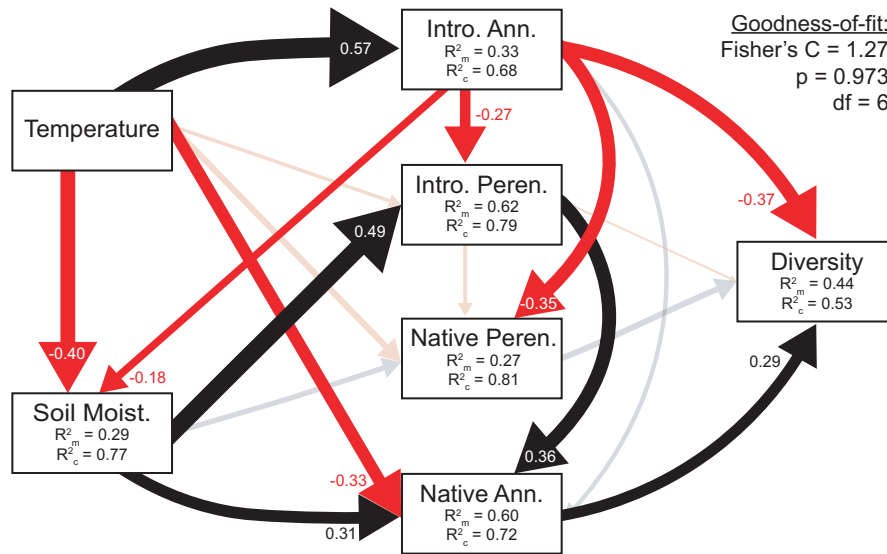 Intro. Ann.
R²m = 0.33
R²c = 0.68
Goodness-of-fit:
Fisher's C = 1.27
p = 0.973
df = 6
0.57
Temperature
-0.27
Intro. Peren.
R²m = 0.62
R²c = 0.79
0.49
-0.37
Diversity
R²m = 0.44
R²c = 0.53
-0.35
Native Peren.
R²m = 0.27
R²c = 0.81
-0.40
-0.18
0.29
Soil Moist.
R²m = 0.29
R²c = 0.77
0.36
-0.33
Native Ann.
R²m = 0.60
R²c = 0.72
0.31